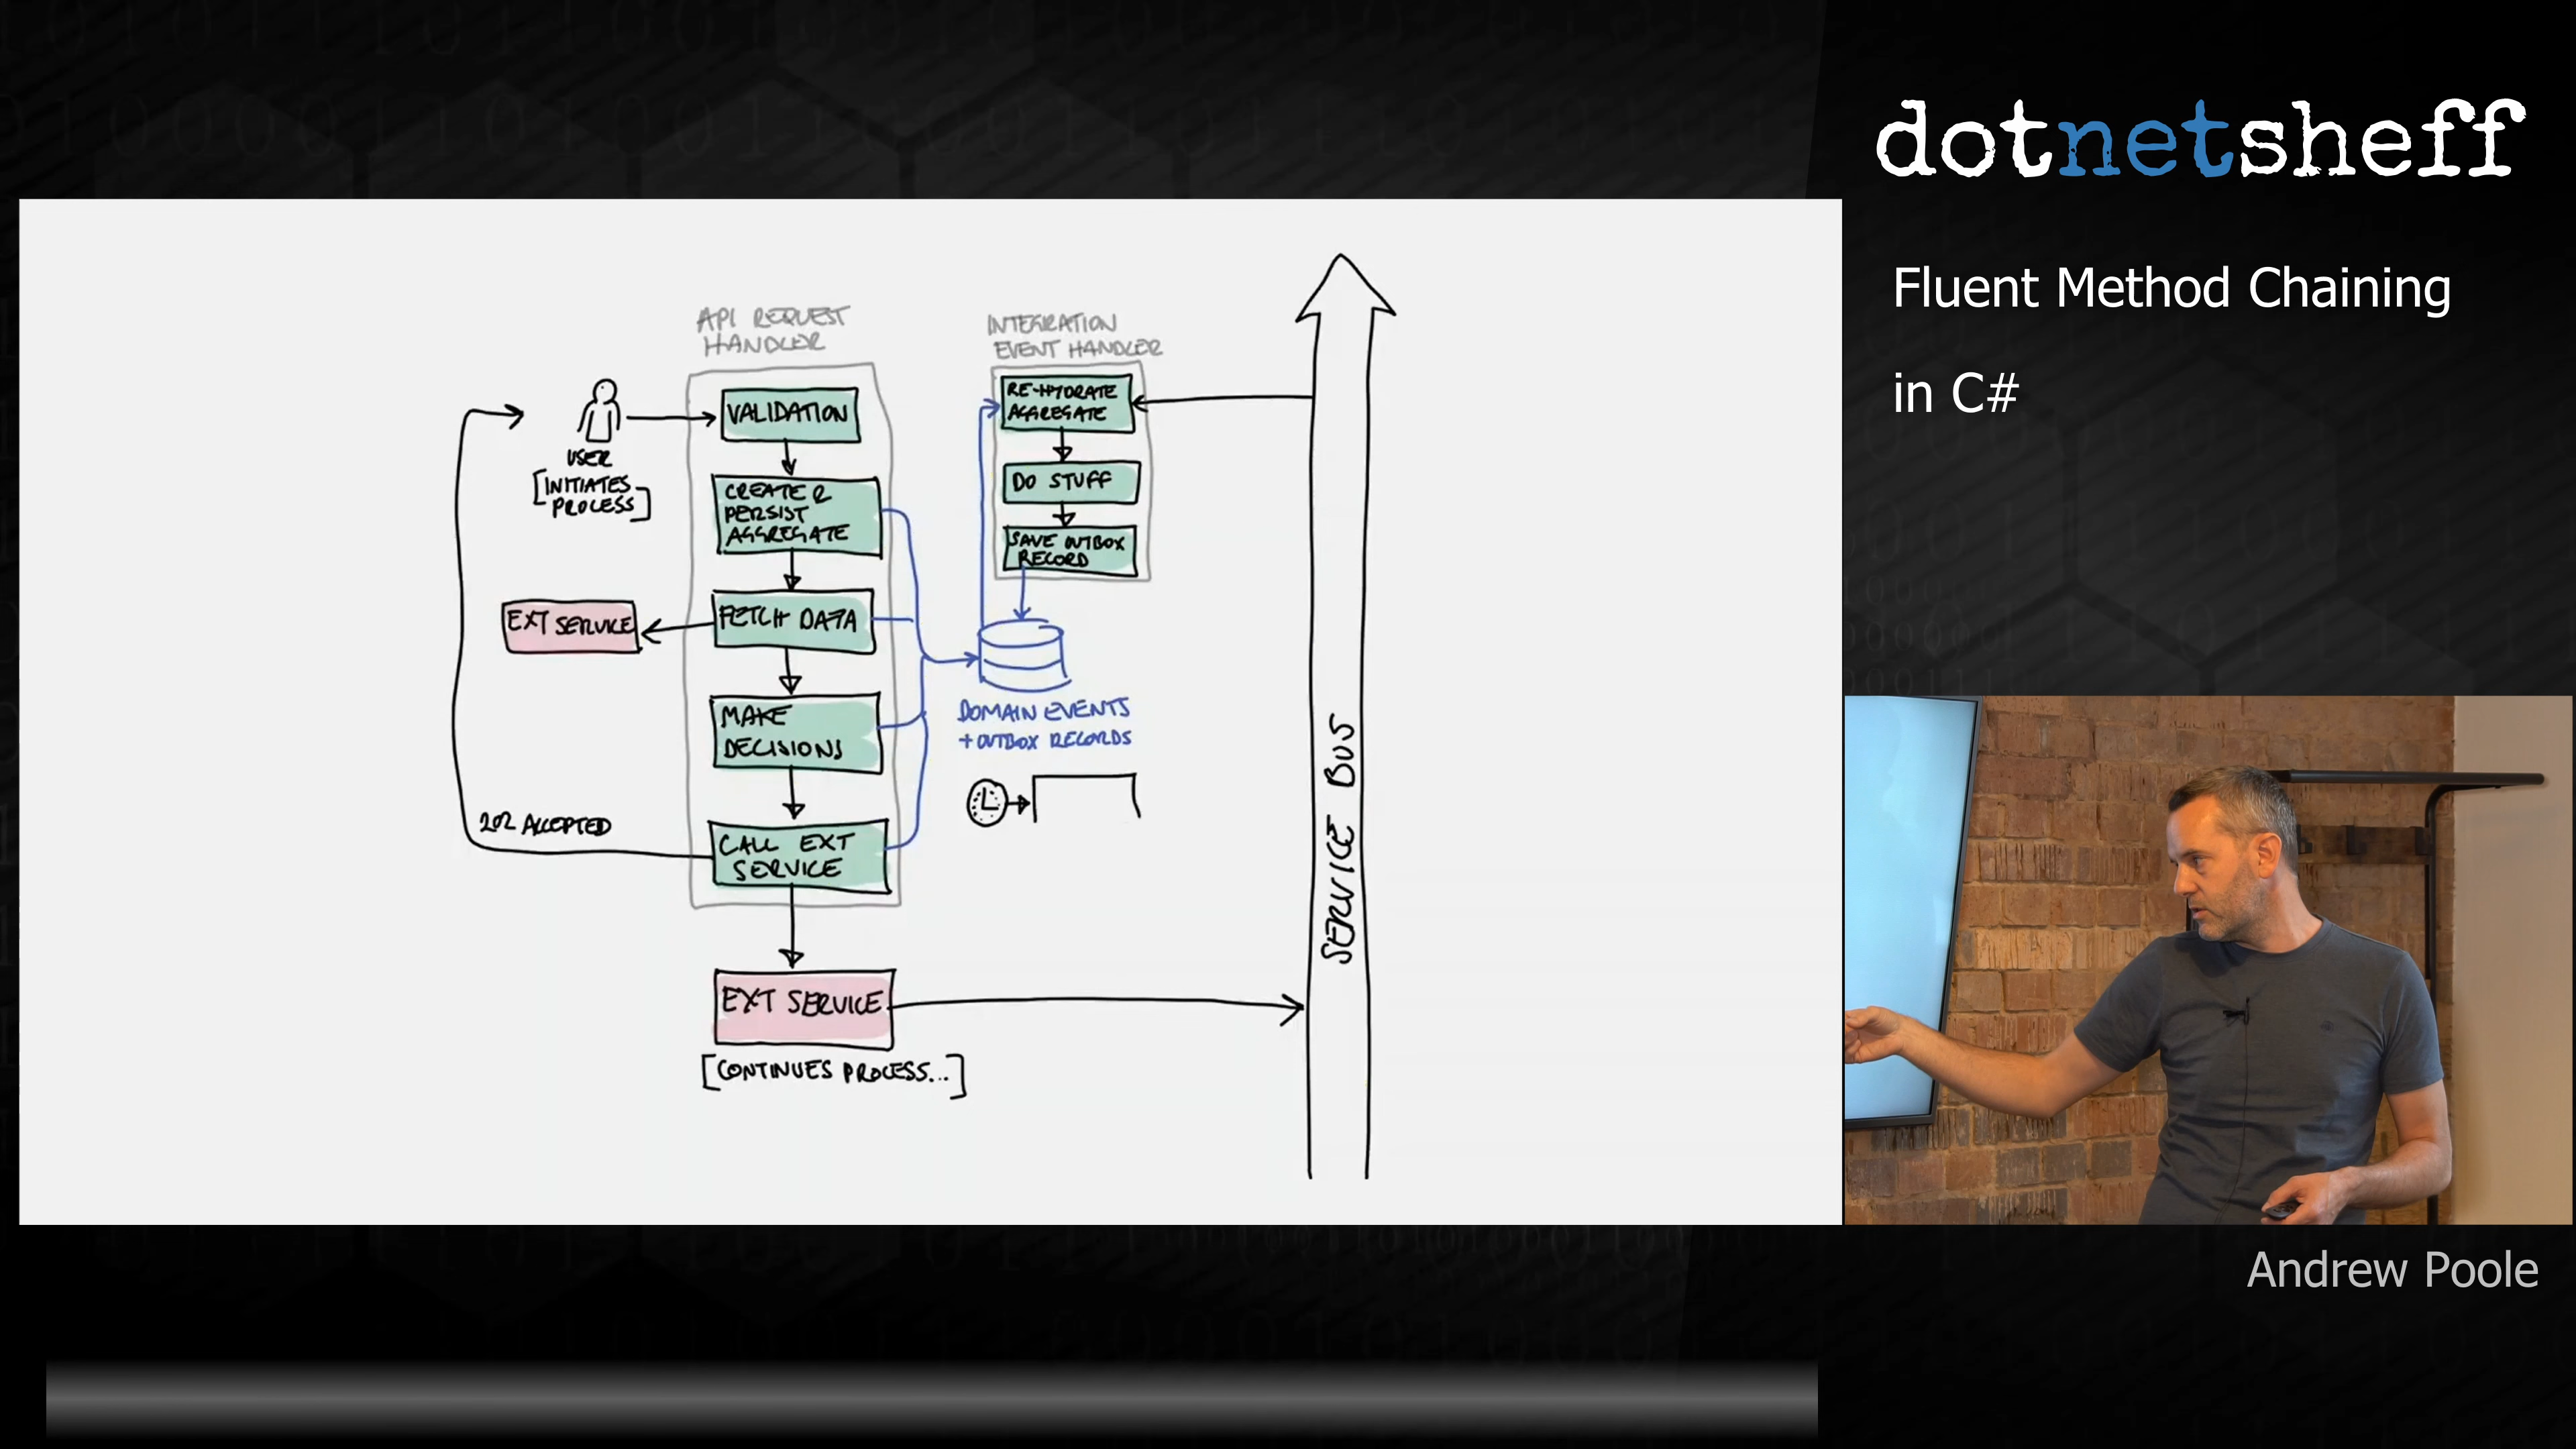 dotnetsheff
Fluent Method Chaining
in C#
API REQUEST
HANDLER
VALIDATION
CREATE &
PERSIST
AGGREGATE
FETCH DATA
MAKE
DECISIONS
CALL EXT
SERVICE
USER
[INITIATES
PROCESS]
EXT SERVICE
202 ACCEPTED
EXT SERVICE
[CONTINUES PROCESS...]
INTEGRATION
EVENT HANDLER
RE-HYDRATE
AGGREGATE
DO STUFF
SAVE OUTBOX
RECORD
DOMAIN EVENTS
+ OUTBOX RECORDS
SERVICE BUS
Andrew Poole